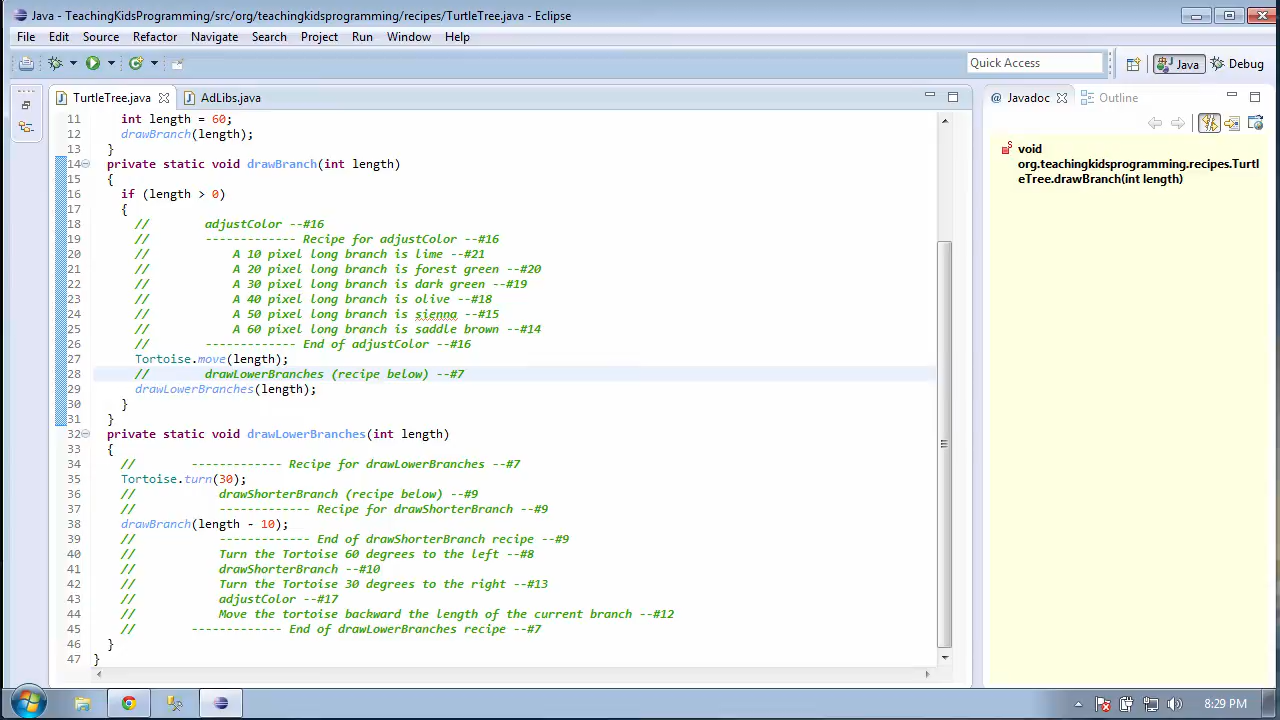 Java - TeachingKidsProgramming/src/org/teachingkidsprogramming/recipes/TurtleTree.java - Eclipse
File Edit Source Refactor Navigate Search Project Run Window Help
Quick Access Java Debug
TurtleTree.java AdLibs.java Javadoc Outline
11 int length = 60;
12 drawBranch(length);
13 }
14 private static void drawBranch(int length)
15 {
16 if (length > 0)
17 {
18 // adjustColor --#16
19 // ------------ Recipe for adjustColor --#16
20 // A 10 pixel long branch is lime --#21
21 // A 20 pixel long branch is forest green --#20
22 // A 30 pixel long branch is dark green --#19
23 // A 40 pixel long branch is olive --#18
24 // A 50 pixel long branch is sienna --#15
25 // A 60 pixel long branch is saddle brown --#14
26 // ------------ End of adjustColor --#16
27 Tortoise.move(length);
28 // drawLowerBranches (recipe below) --#7
29 drawLowerBranches(length);
30 }
31 }
32 private static void drawLowerBranches(int length)
33 {
34 // ------------- Recipe for drawLowerBranches --#7
35 Tortoise.turn(30);
36 // drawShorterBranch (recipe below) --#9
37 // ------------- Recipe for drawShorterBranch --#9
38 drawBranch(length - 10);
39 // ------------- End of drawShorterBranch recipe --#9
40 // Turn the Tortoise 60 degrees to the left --#8
41 // drawShorterBranch --#10
42 // Turn the Tortoise 30 degrees to the right --#13
43 // adjustColor --#17
44 // Move the tortoise backward the length of the current branch --#12
45 // ------------- End of drawLowerBranches recipe --#7
46 }
47 }
void
org.teachingkidsprogramming.recipes.Turtl
eTree.drawBranch(int length)
8:29 PM